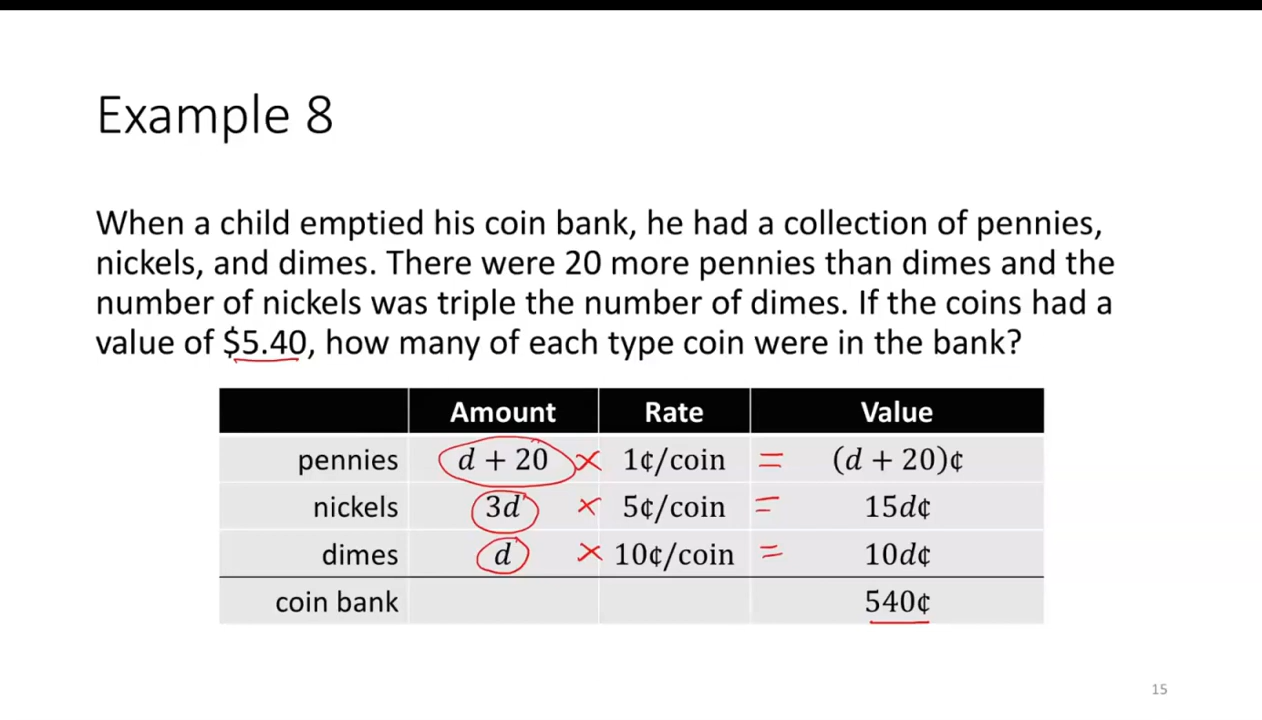 Example 8
When a child emptied his coin bank, he had a collection of pennies,
nickels, and dimes. There were 20 more pennies than dimes and the
number of nickels was triple the number of dimes. If the coins had a
value of $5.40, how many of each type coin were in the bank?
Amount Rate Value
pennies d + 20 × 1¢/coin = (d + 20)¢
nickels 3d × 5¢/coin = 15d¢
dimes d × 10¢/coin = 10d¢
coin bank 540¢
15